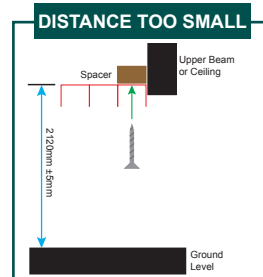 DISTANCE TOO SMALL
Upper Beam
or Ceiling
Spacer
2120mm ±5mm
Ground
Level